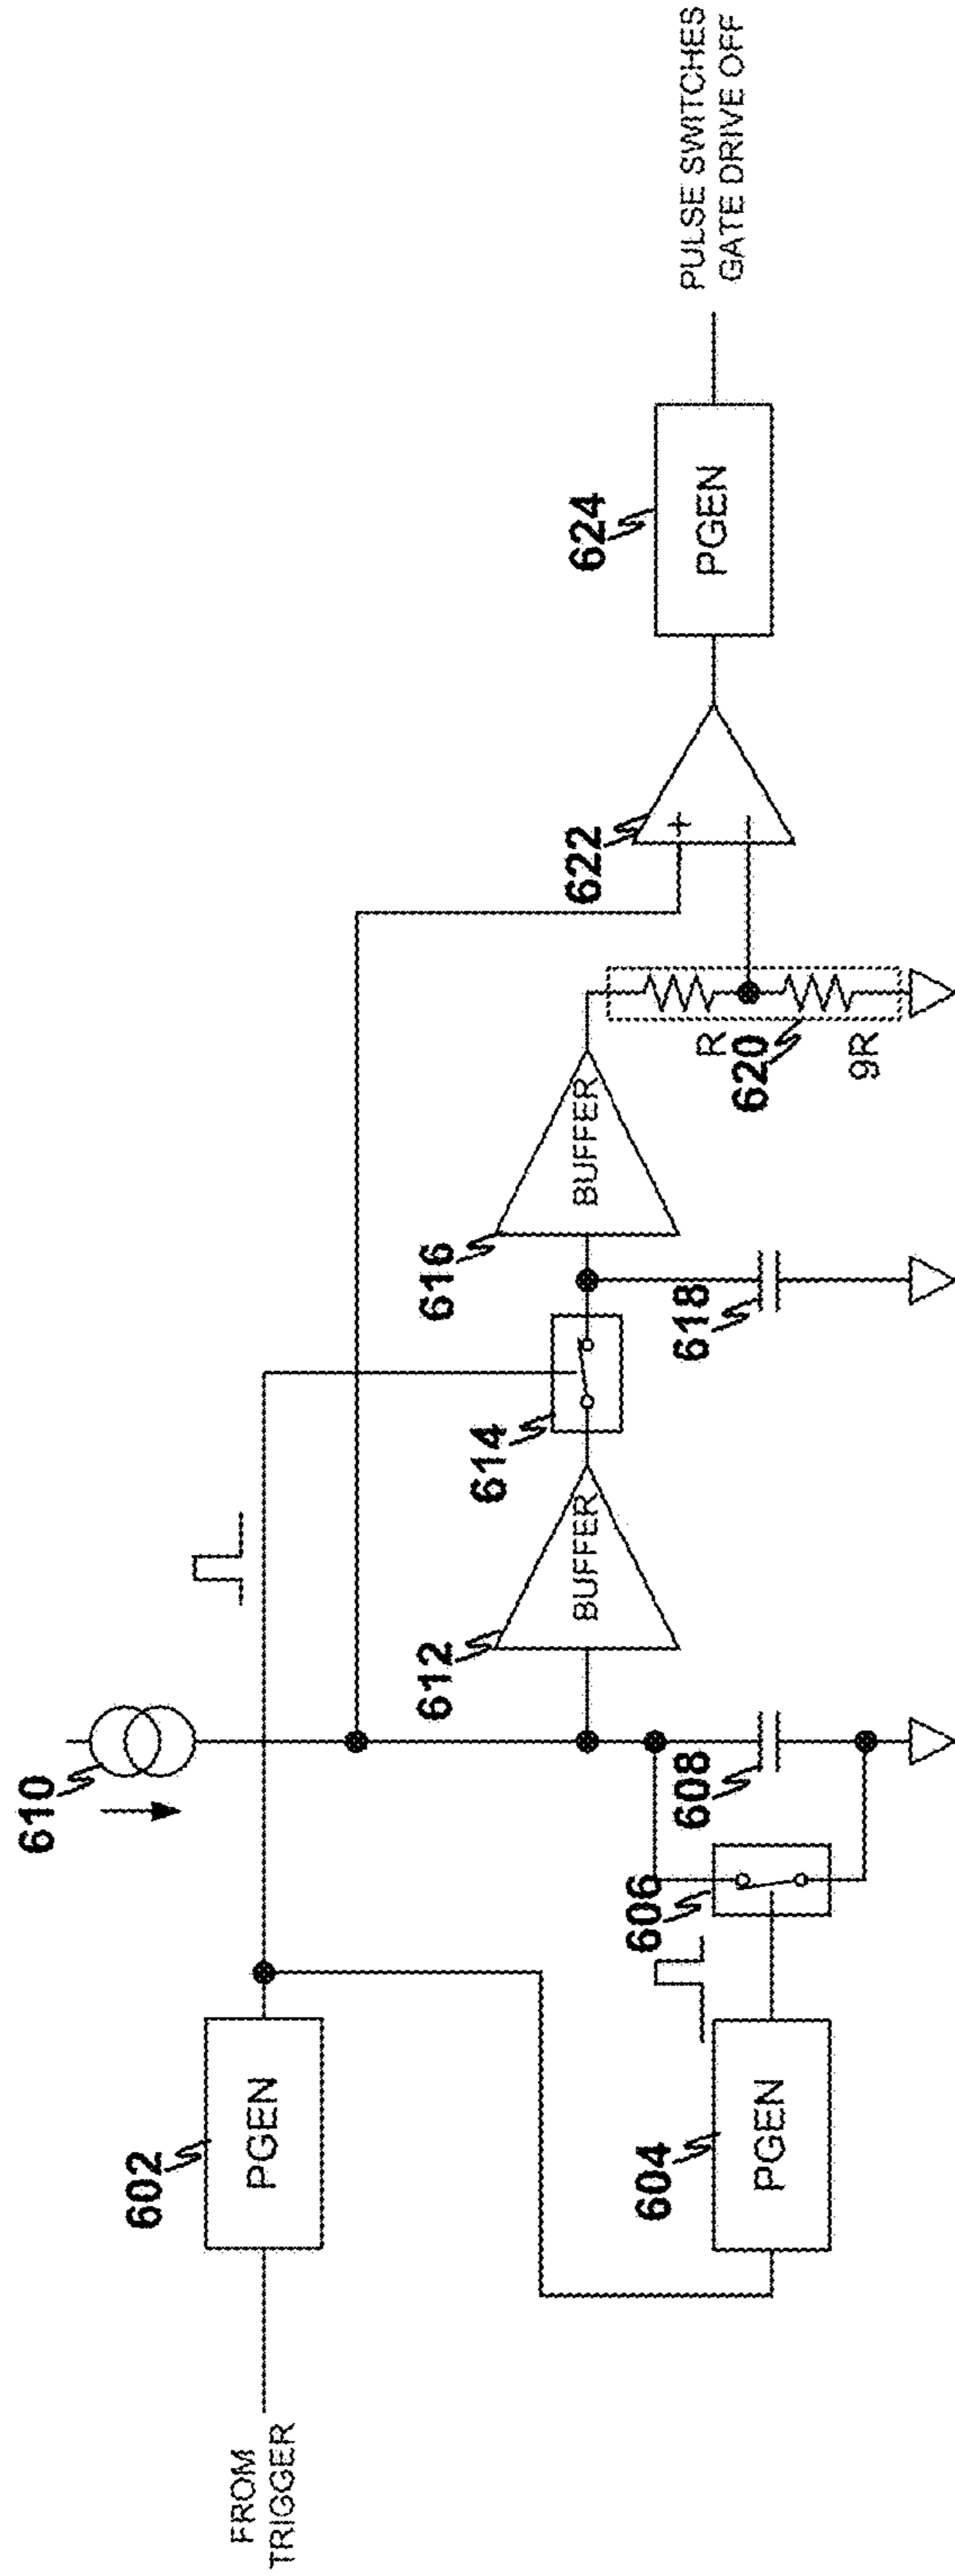 FROM
TRIGGER
602
PGEN
604
PGEN
606
608
610
612
BUFFER
614
616
BUFFER
618
R
620
9R
622
+
−
624
PGEN
PULSE SWITCHES
GATE DRIVE OFF